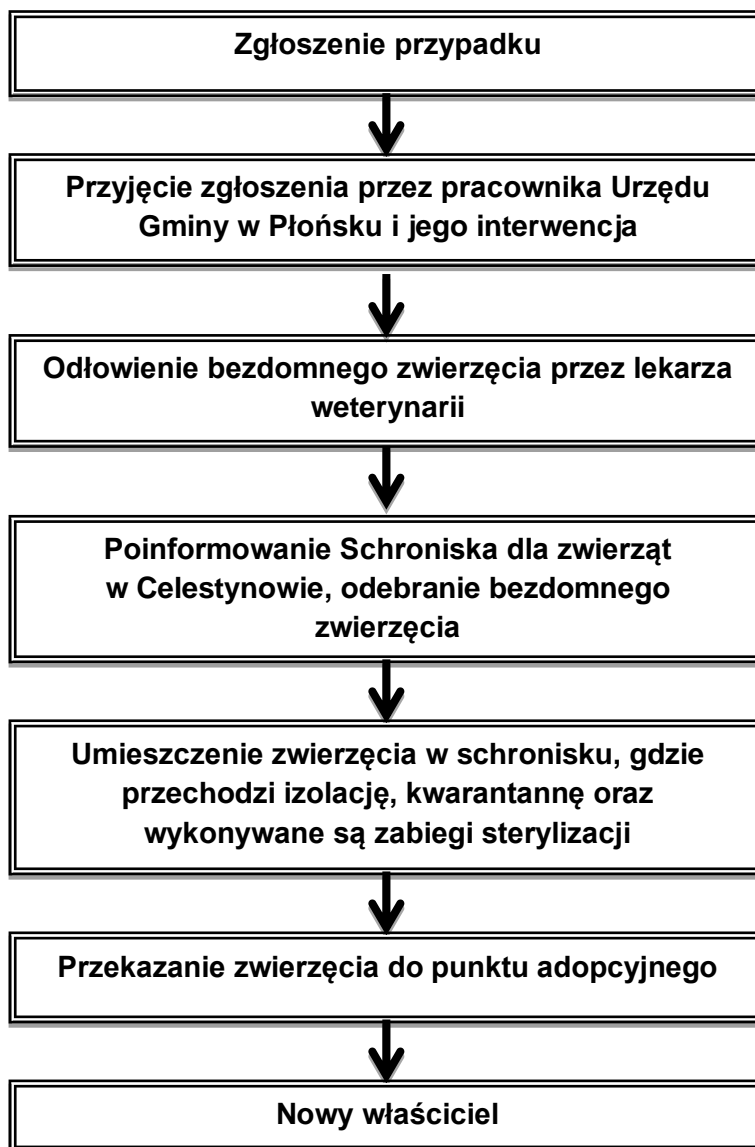 Zgłoszenie przypadku
Przyjęcie zgłoszenia przez pracownika Urzędu
Gminy w Płońsku i jego interwencja
Odłowienie bezdomnego zwierzęcia przez lekarza
weterynarii
Poinformowanie Schroniska dla zwierząt
w Celestynowie, odebranie bezdomnego
zwierzęcia
Umieszczenie zwierzęcia w schronisku, gdzie
przechodzi izolację, kwarantannę oraz
wykonywane są zabiegi sterylizacji
Przekazanie zwierzęcia do punktu adopcyjnego
Nowy właściciel